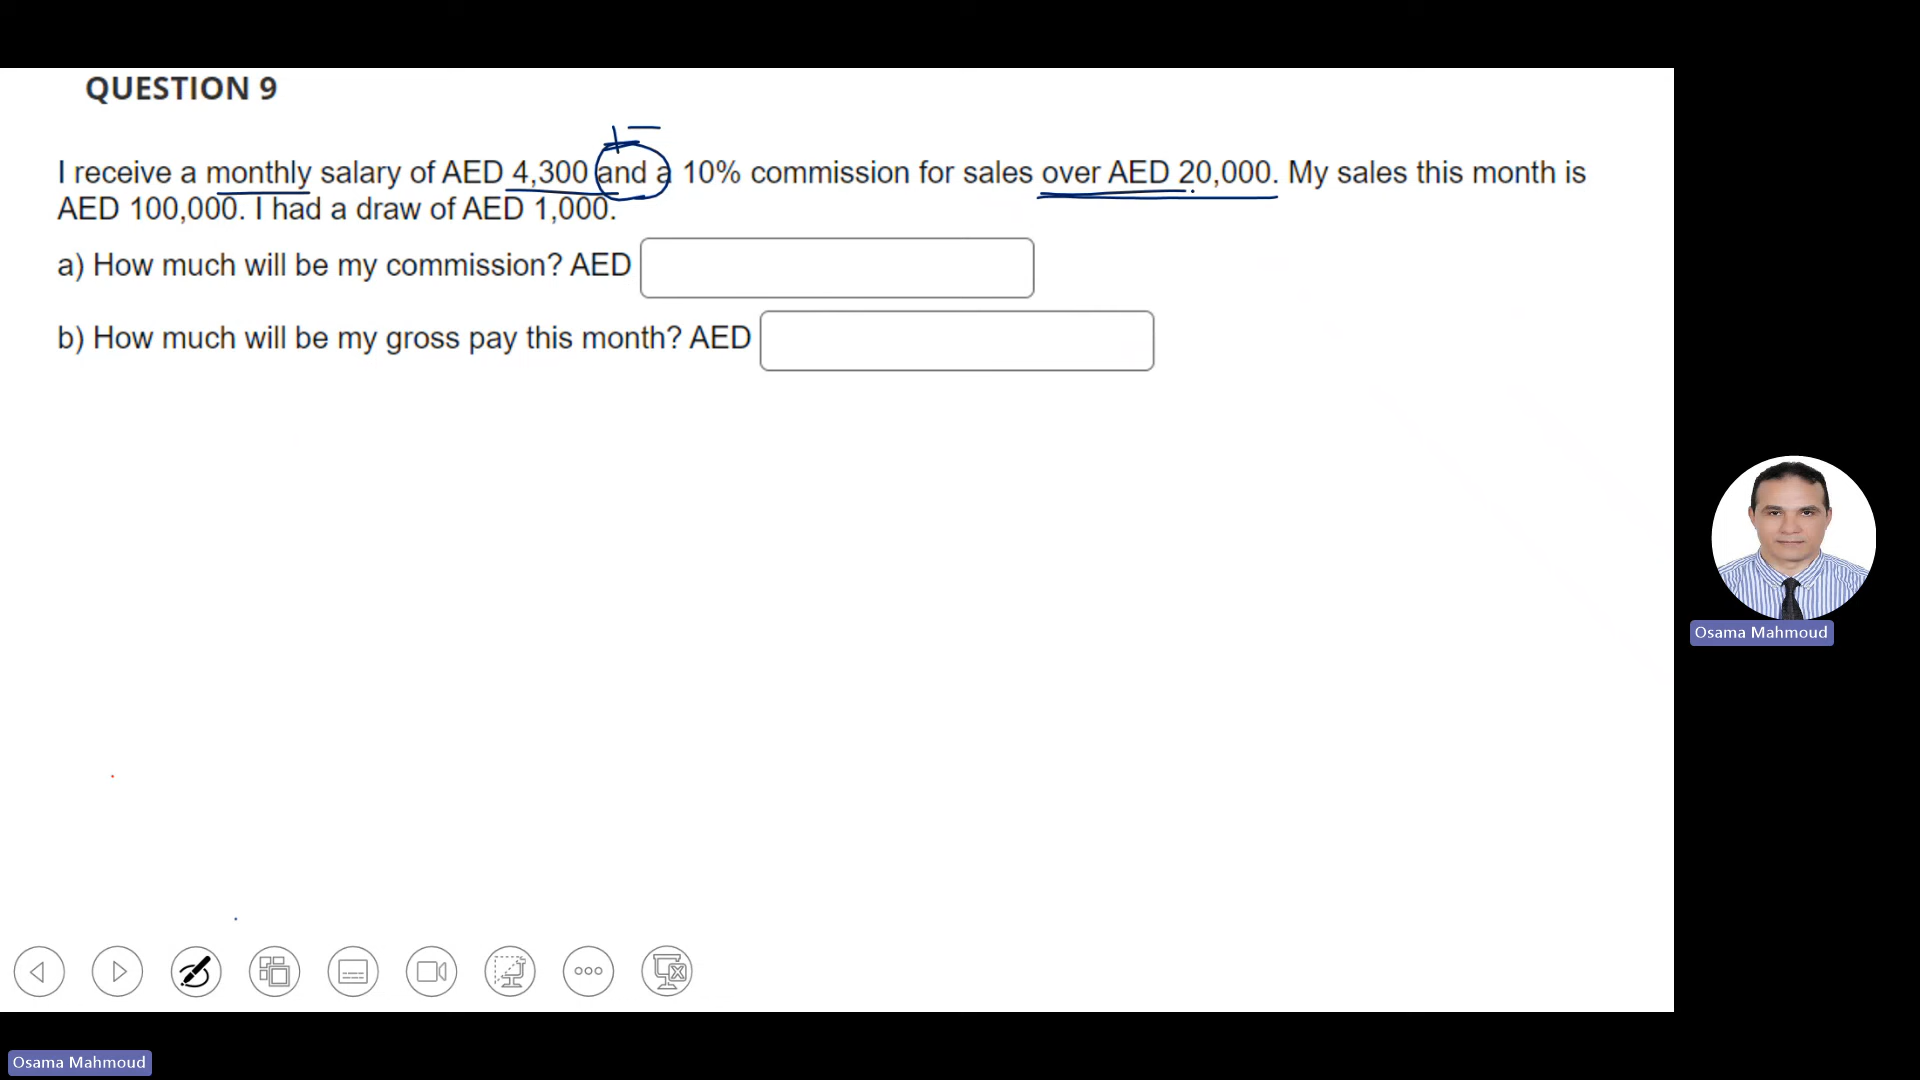 QUESTION 9
I receive a monthly salary of AED 4,300 and a 10% commission for sales over AED 20,000. My sales this month is
AED 100,000. I had a draw of AED 1,000.
a) How much will be my commission? AED
b) How much will be my gross pay this month? AED
Osama Mahmoud
Osama Mahmoud